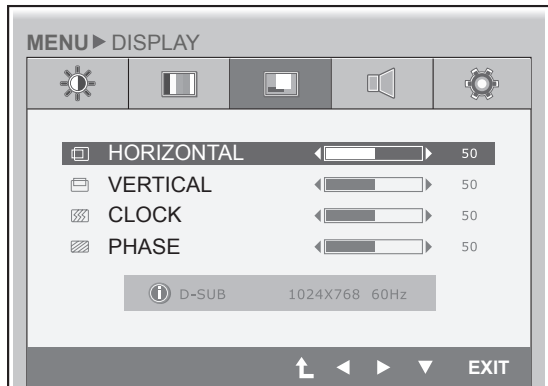 MENU ▶ DISPLAY
HORIZONTAL 50
VERTICAL 50
CLOCK 50
PHASE 50
D-SUB 1024X768 60Hz
EXIT